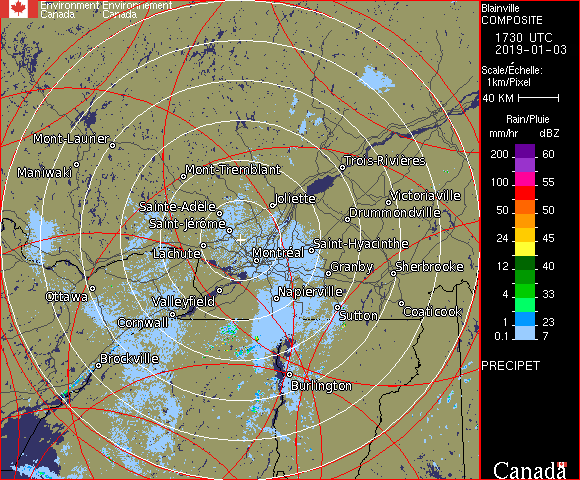 Environment Environnement
Canada Canada
Blainville
COMPOSITE
1730 UTC
2019-01-03
Scale/Échelle:
1km/Pixel
40 KM
Rain/Pluie
mm/hr dBZ
200 60
100 55
50 50
24 45
12 40
4 33
1 23
0.1 7
PRECIPET
Canada
Mont-Laurier
Maniwaki
Mont-Tremblant
Trois-Rivières
Sainte-Adèle
Joliette
Victoriaville
Drummondville
Saint-Jérôme
Lachute
Montréal
Saint-Hyacinthe
Granby
Sherbrooke
Ottawa
Valleyfield
Napierville
Cornwall
Sutton
Coaticook
Brockville
Burlington